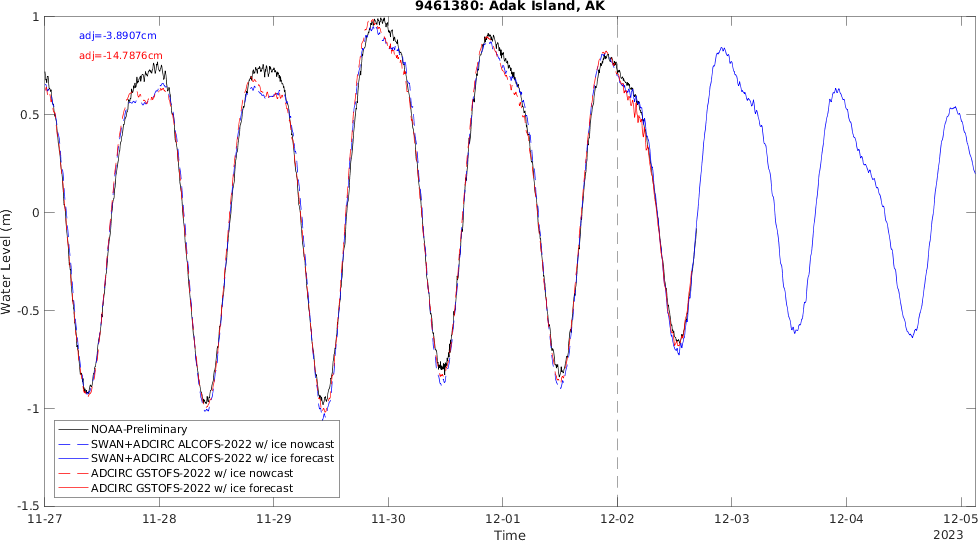 9461380: Adak Island, AK
adj=-3.8907cm
adj=-14.7876cm
1
0.5
0
-0.5
-1
-1.5
Water Level (m)
NOAA-Preliminary
SWAN+ADCIRC ALCOFS-2022 w/ ice nowcast
SWAN+ADCIRC ALCOFS-2022 w/ ice forecast
ADCIRC GSTOFS-2022 w/ ice nowcast
ADCIRC GSTOFS-2022 w/ ice forecast
11-27 11-28 11-29 11-30 12-01 12-02 12-03 12-04 12-05
Time
2023